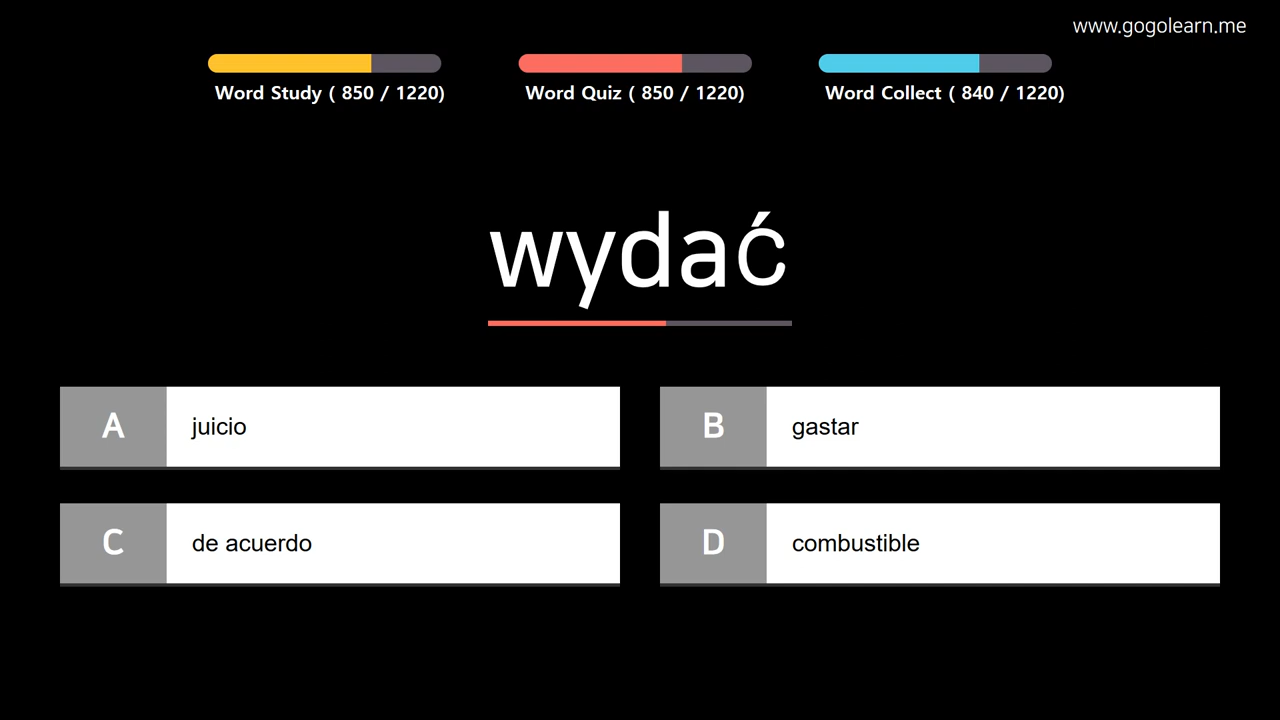 www.gogolearn.me
Word Study ( 850 / 1220)
Word Quiz ( 850 / 1220)
Word Collect ( 840 / 1220)
wydać
A juicio
B gastar
C de acuerdo
D combustible